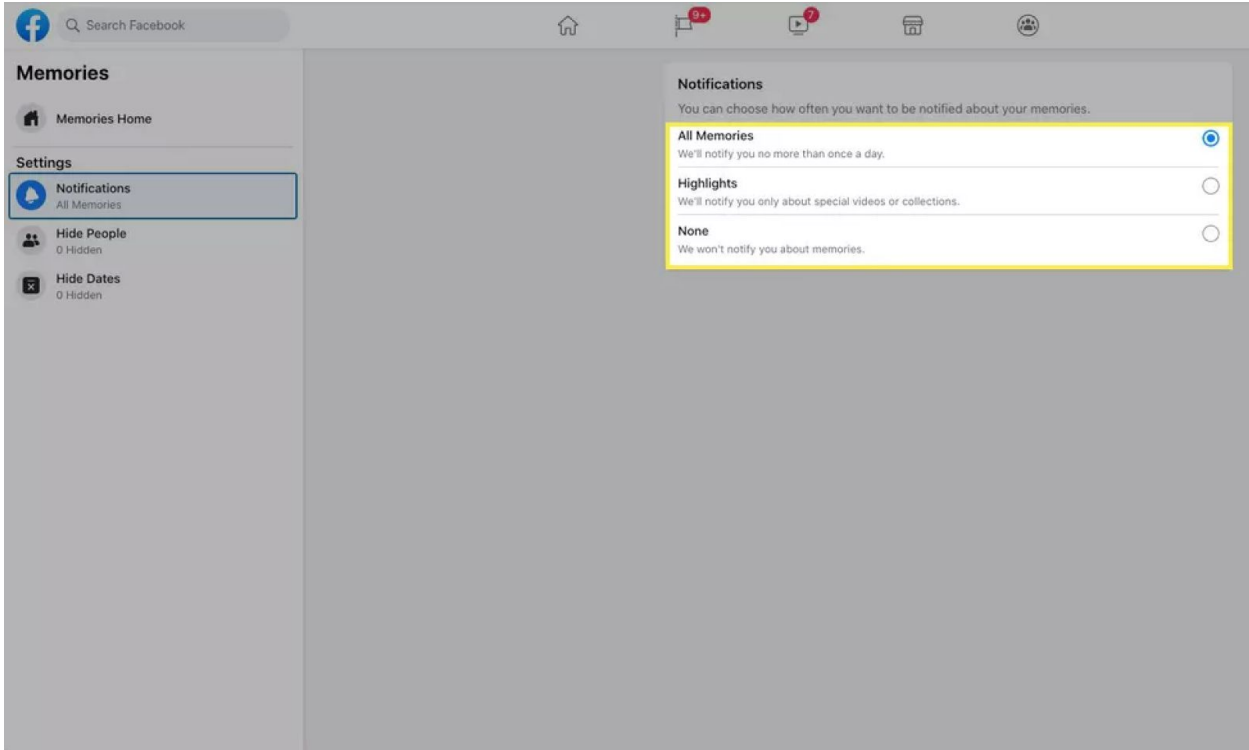 Search Facebook
9+
7
Memories
Memories Home
Settings
Notifications
All Memories
Hide People
0 Hidden
Hide Dates
0 Hidden
Notifications
You can choose how often you want to be notified about your memories.
All Memories
We'll notify you no more than once a day.
Highlights
We'll notify you only about special videos or collections.
None
We won't notify you about memories.